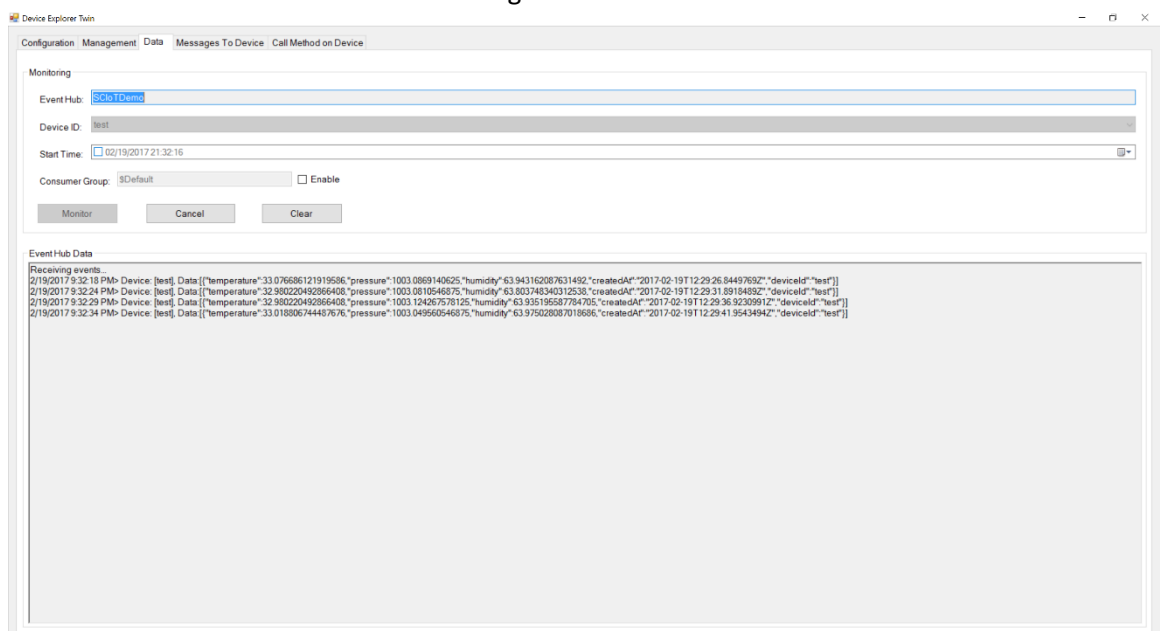 Device Explorer Twin
Configuration Management Data Messages To Device Call Method on Device
Monitoring
Event Hub: SCIoTDemo
Device ID: test
Start Time: 02/19/2017 21:32:16
Consumer Group: $Default Enable
Monitor Cancel Clear
Event Hub Data
Receiving events...
2/19/2017 9:32:18 PM> Device: [test], Data:[{"temperature":33.076686121919586,"pressure":1003.0869140625,"humidity":63.943162087631492,"createdAt":"2017-02-19T12:29:26.8449769Z","deviceId":"test"}]
2/19/2017 9:32:24 PM> Device: [test], Data:[{"temperature":32.980220492866408,"pressure":1003.0810546875,"humidity":63.803748340312538,"createdAt":"2017-02-19T12:29:31.8918489Z","deviceId":"test"}]
2/19/2017 9:32:29 PM> Device: [test], Data:[{"temperature":32.980220492866408,"pressure":1003.124267578125,"humidity":63.935195587784705,"createdAt":"2017-02-19T12:29:36.9230991Z","deviceId":"test"}]
2/19/2017 9:32:34 PM> Device: [test], Data:[{"temperature":33.018806744487676,"pressure":1003.049560546875,"humidity":63.975028087018686,"createdAt":"2017-02-19T12:29:41.9543494Z","deviceId":"test"}]